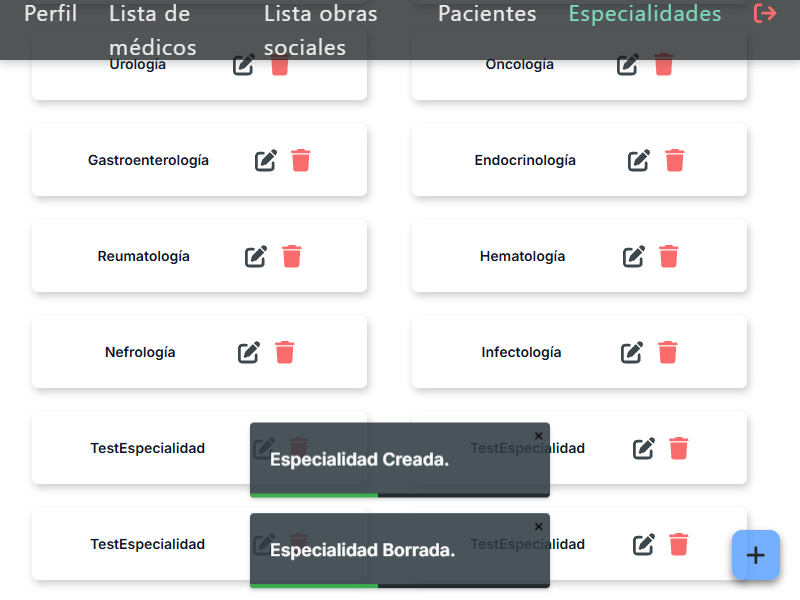 Perfil
Lista de
médicos
Lista obras
sociales
Pacientes
Especialidades
Urología
Oncología
Gastroenterología
Endocrinología
Reumatología
Hematología
Nefrología
Infectología
TestEspecialidad
TestEspecialidad
Especialidad Creada.
×
TestEspecialidad
TestEspecialidad
Especialidad Borrada.
×
+